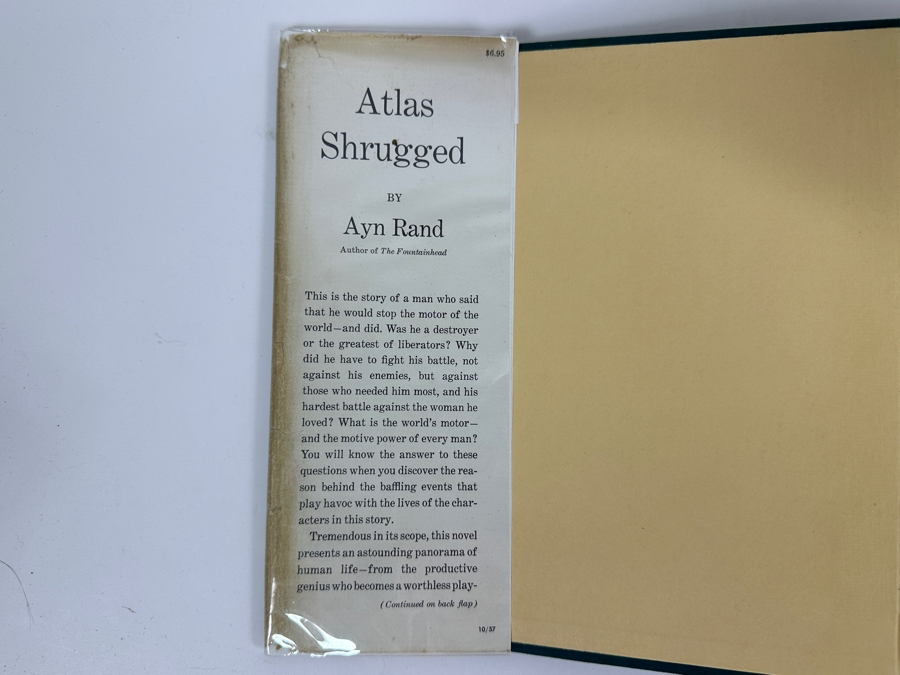 $6.95
Atlas
Shrugged
BY
Ayn Rand
Author of The Fountainhead
This is the story of a man who said
that he would stop the motor of the
world—and did. Was he a destroyer
or the greatest of liberators? Why
did he have to fight his battle, not
against his enemies, but against
those who needed him most, and his
hardest battle against the woman he
loved? What is the world's motor—
and the motive power of every man?
You will know the answer to these
questions when you discover the rea-
son behind the baffling events that
play havoc with the lives of the char-
acters in this story.
Tremendous in its scope, this novel
presents an astounding panorama of
human life—from the productive
genius who becomes a worthless play-
(Continued on back flap)
10/57